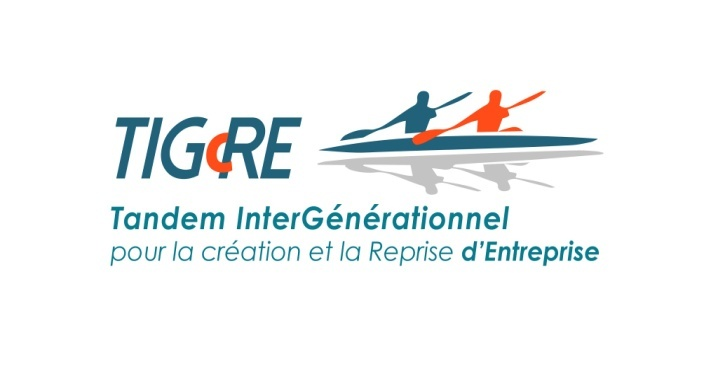 TIGcRE
Tandem InterGénérationnel
pour la création et la Reprise d'Entreprise